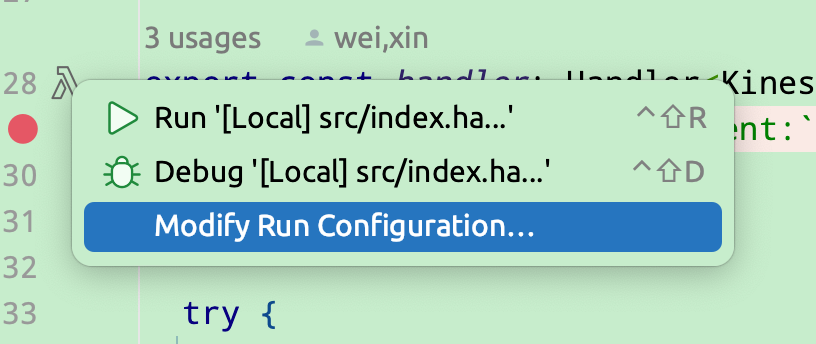 3 usages wei,xin
28 export const handler: Handler<Kines
Run '[Local] src/index.ha...' ^⇧R
ent:`
Debug '[Local] src/index.ha...' ^⇧D
30
31 Modify Run Configuration...
32
33 try {